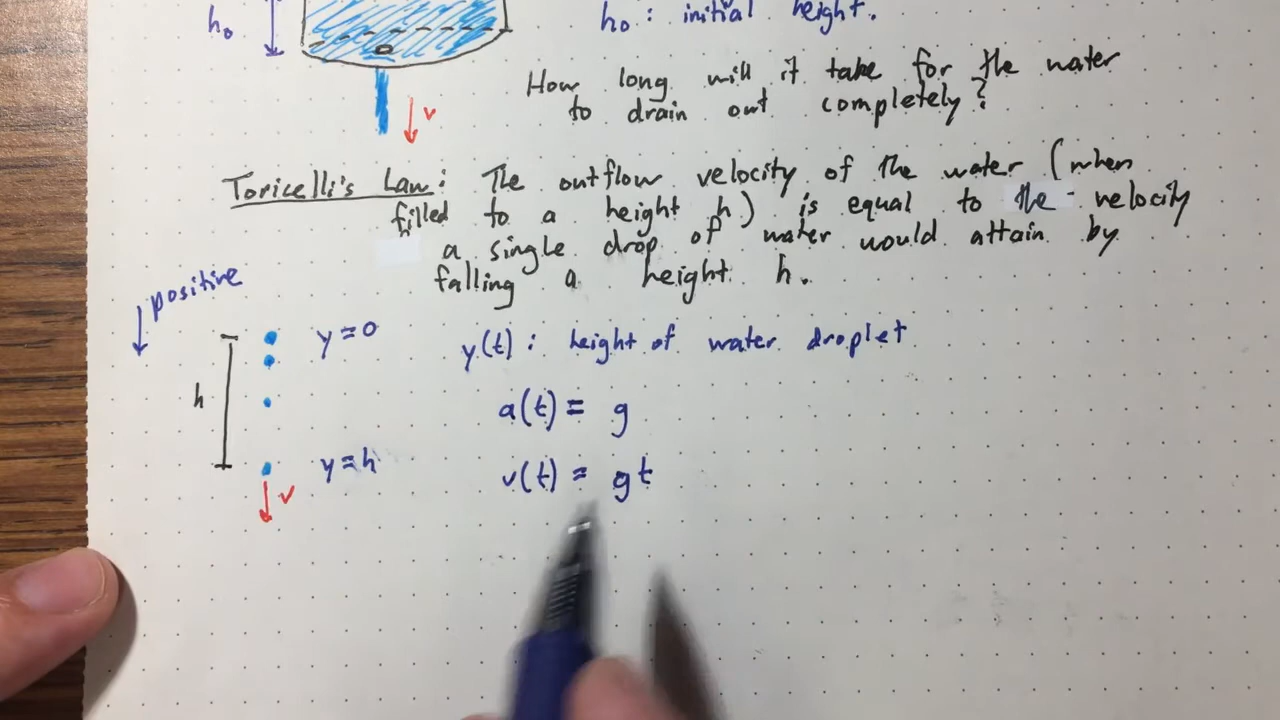 h₀
h₀ : initial height.
How long will it take for the water
to drain out completely?
v
Toricelli's Law: The outflow velocity of the water (when
filled to a height h) is equal to the velocity
a single drop of water would attain by
falling a height h.
positive
y=0
y(t) : height of water droplet
h
a(t) = g
y=h
v(t) = gt
v